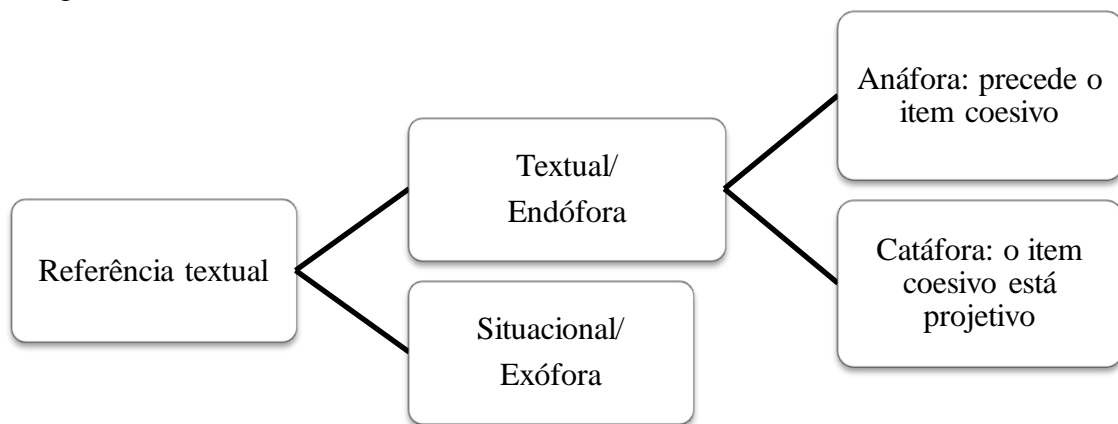 Referência textual
Textual/
Endófora
Situacional/
Exófora
Anáfora: precede o
item coesivo
Catáfora: o item
coesivo está
projetivo